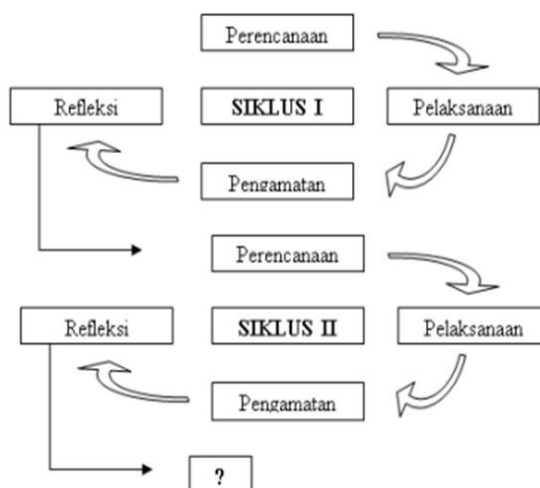 Perencanaan
Refleksi
SIKLUS I
Pelaksanaan
Pengamatan
Perencanaan
Refleksi
SIKLUS II
Pelaksanaan
Pengamatan
?